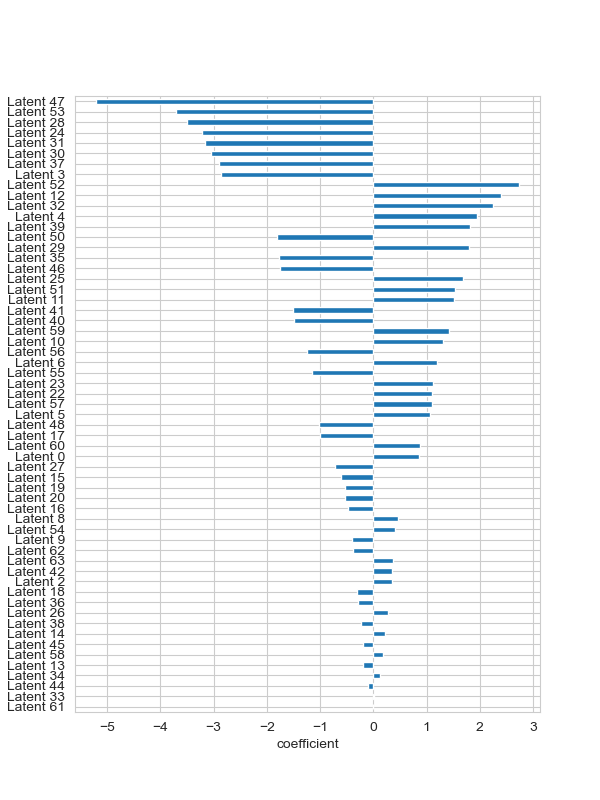 Latent 47
Latent 53
Latent 28
Latent 24
Latent 31
Latent 30
Latent 37
Latent 3
Latent 52
Latent 12
Latent 32
Latent 4
Latent 39
Latent 50
Latent 29
Latent 35
Latent 46
Latent 25
Latent 51
Latent 11
Latent 41
Latent 40
Latent 59
Latent 10
Latent 56
Latent 6
Latent 55
Latent 23
Latent 22
Latent 57
Latent 5
Latent 48
Latent 17
Latent 60
Latent 0
Latent 27
Latent 15
Latent 19
Latent 20
Latent 16
Latent 8
Latent 54
Latent 9
Latent 62
Latent 63
Latent 42
Latent 2
Latent 18
Latent 36
Latent 26
Latent 38
Latent 14
Latent 45
Latent 58
Latent 13
Latent 34
Latent 44
Latent 33
Latent 61
−5 −4 −3 −2 −1 0 1 2 3
coefficient